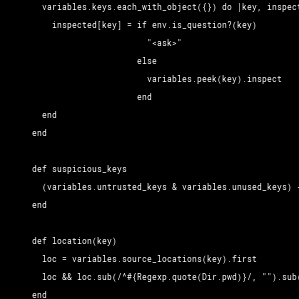 variables.keys.each_with_object({}) do |key, inspect
inspected[key] = if env.is_question?(key)
"<ask>"
else
variables.peek(key).inspect
end
end
end
def suspicious_keys
(variables.untrusted_keys & variables.unused_keys) -
end
def location(key)
loc = variables.source_locations(key).first
loc && loc.sub(/^#{Regexp.quote(Dir.pwd)}/, "").sub(
end